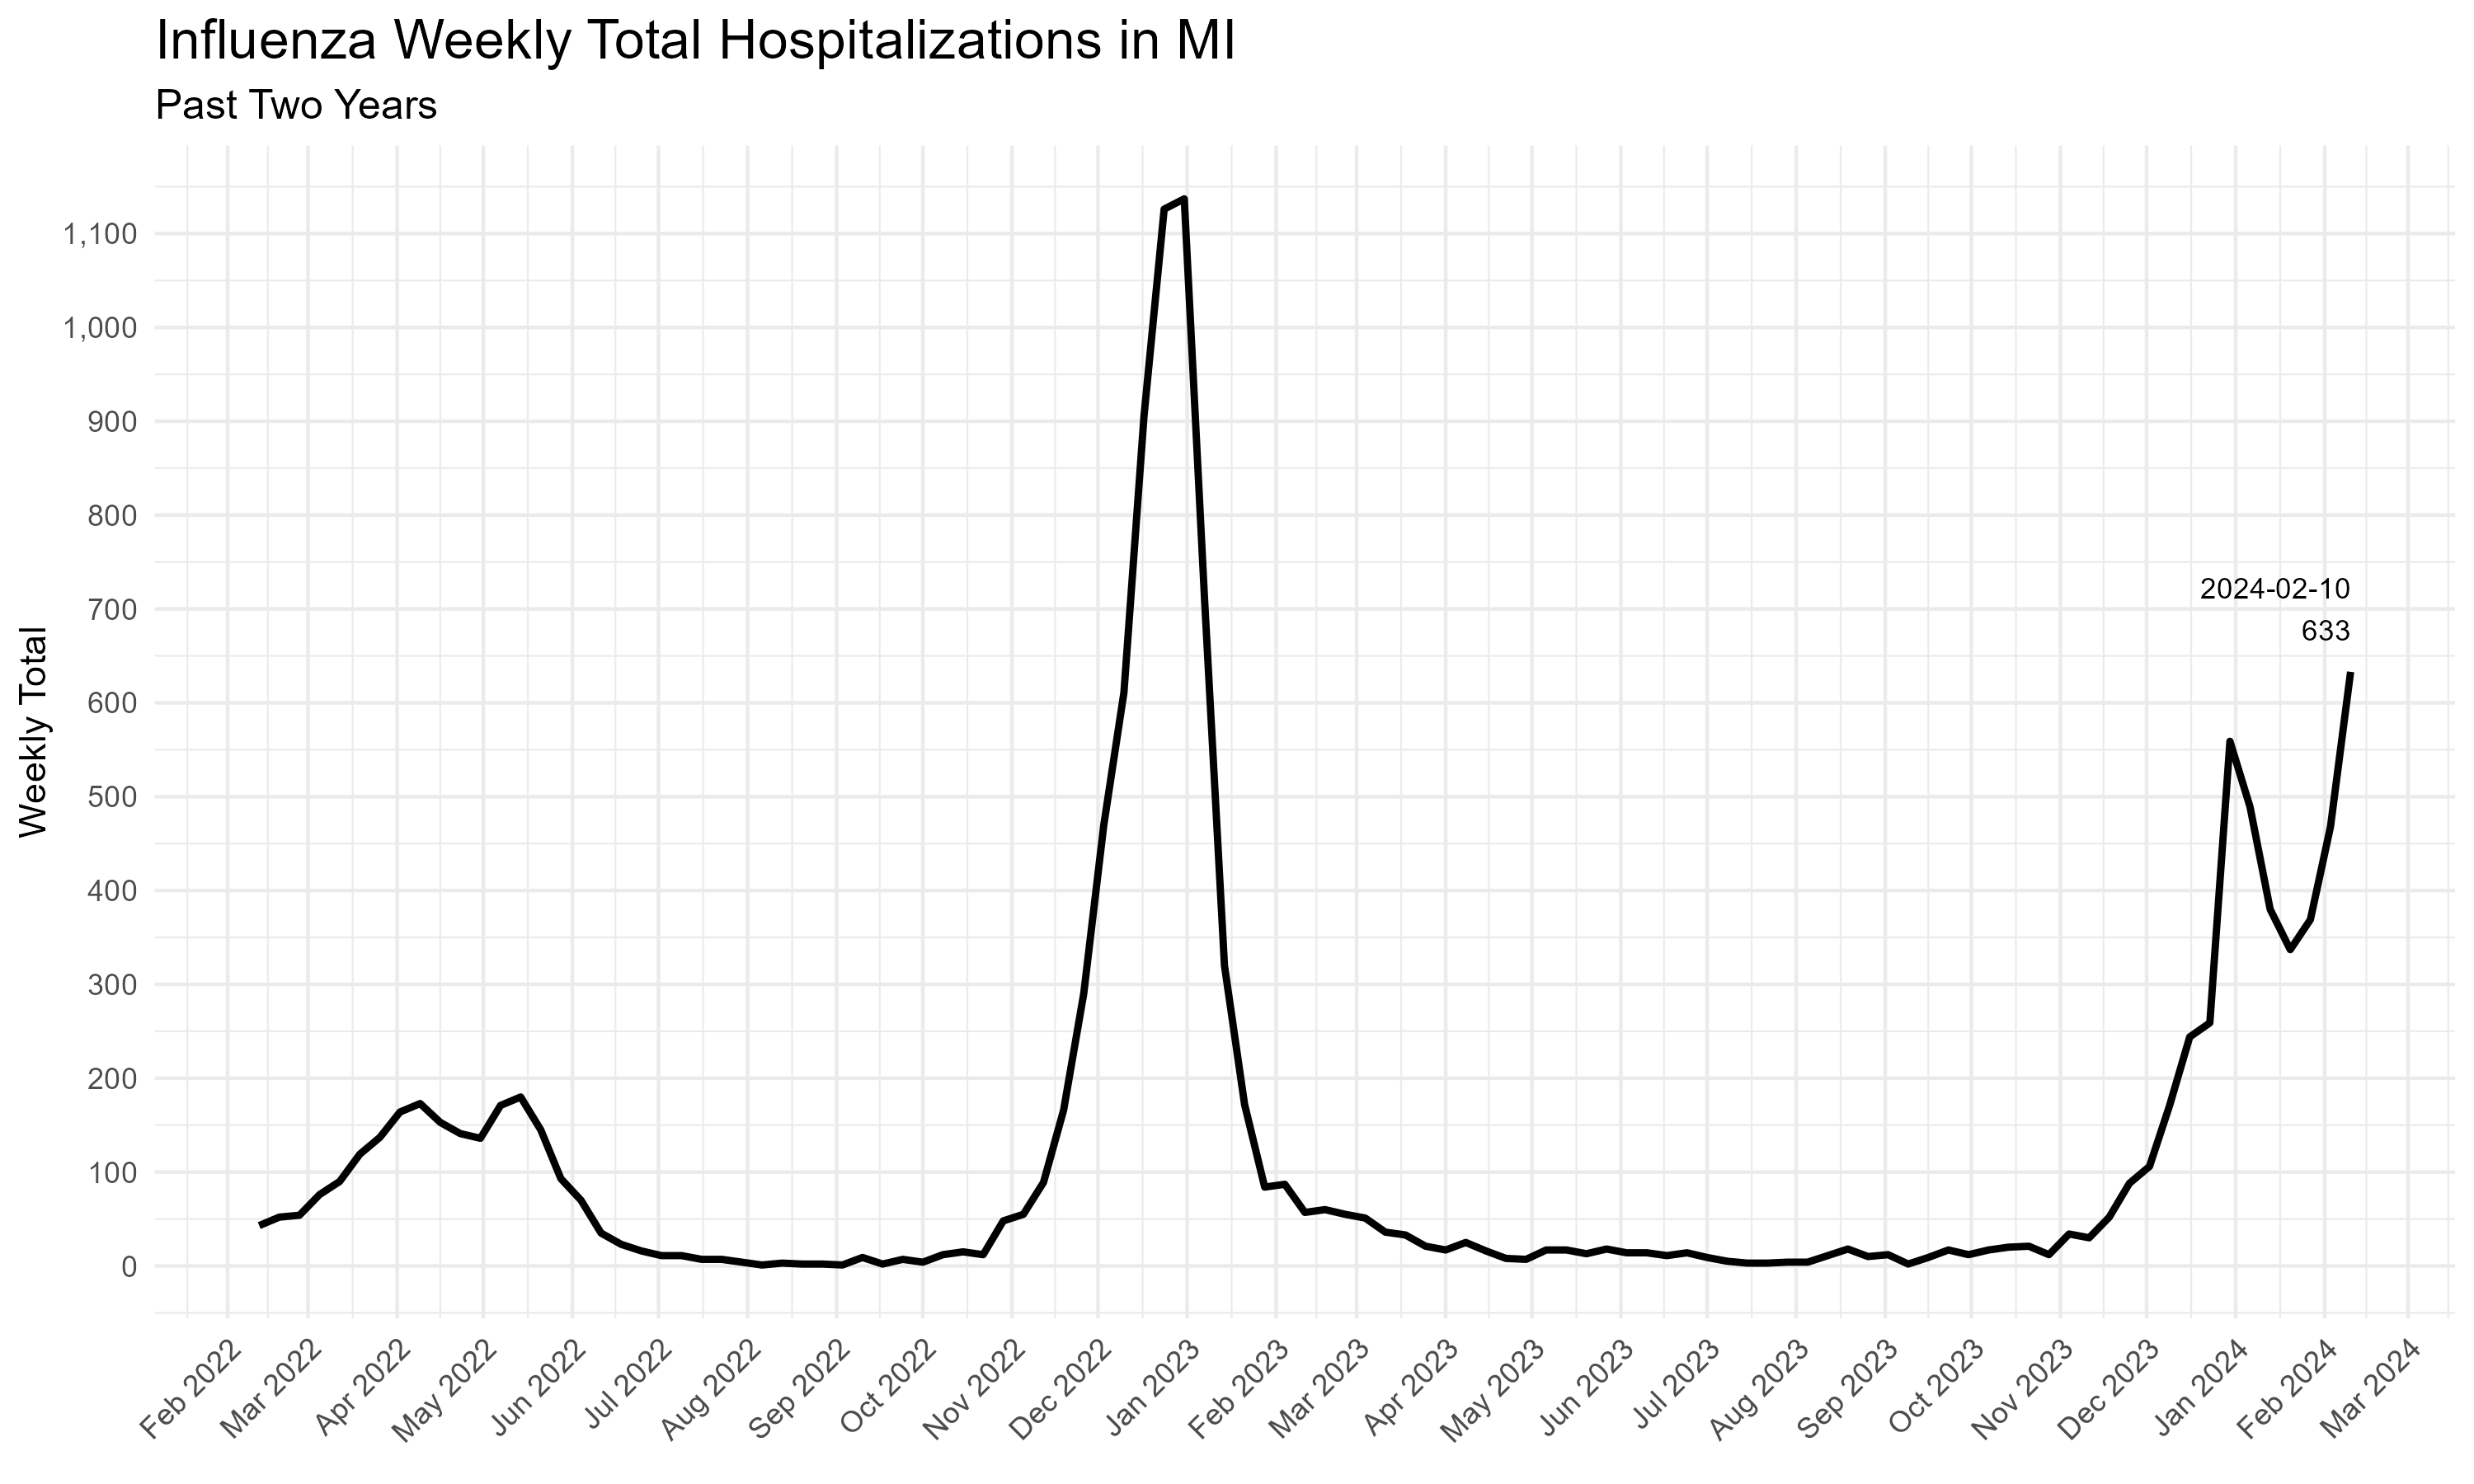 Influenza Weekly Total Hospitalizations in MI
Past Two Years
Weekly Total
1,100
1,000
900
800
700
600
500
400
300
200
100
0
2024-02-10
633
Feb 2022
Mar 2022
Apr 2022
May 2022
Jun 2022
Jul 2022
Aug 2022
Sep 2022
Oct 2022
Nov 2022
Dec 2022
Jan 2023
Feb 2023
Mar 2023
Apr 2023
May 2023
Jun 2023
Jul 2023
Aug 2023
Sep 2023
Oct 2023
Nov 2023
Dec 2023
Jan 2024
Feb 2024
Mar 2024